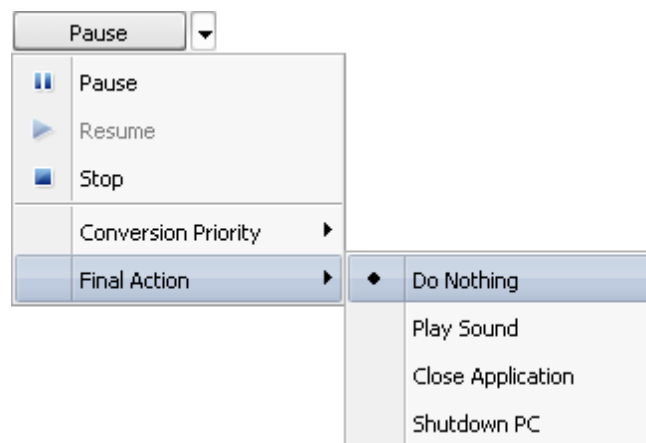 Pause
Pause
Resume
Stop
Conversion Priority
Final Action
Do Nothing
Play Sound
Close Application
Shutdown PC